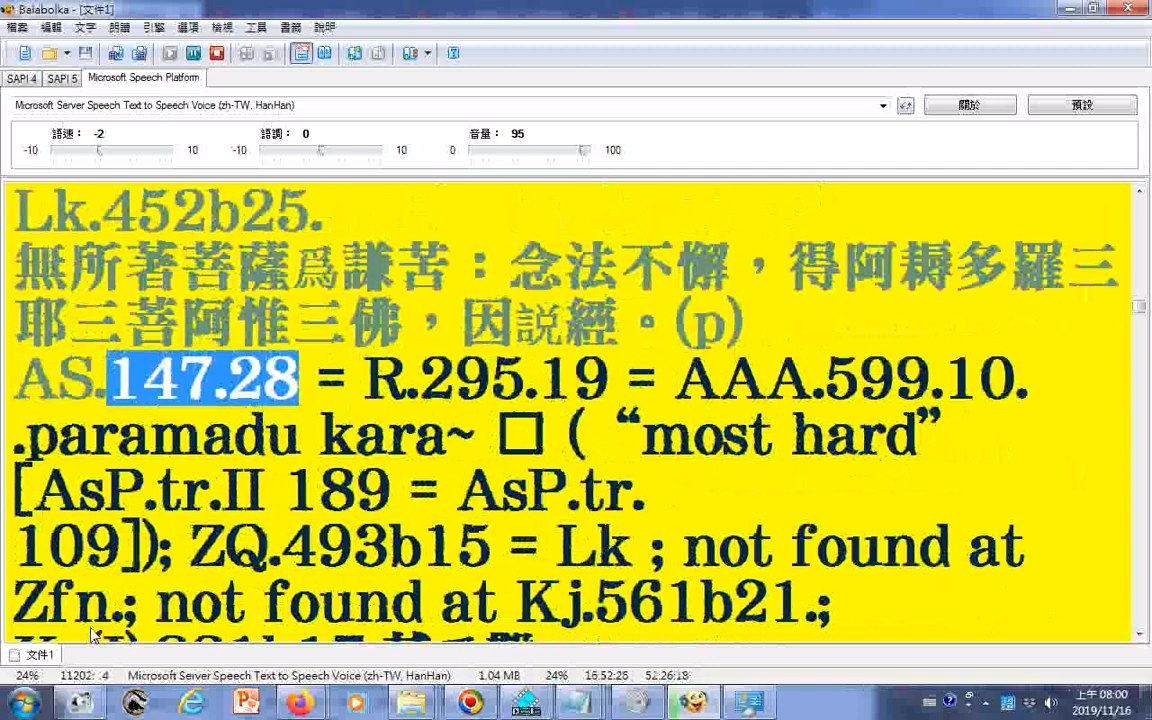 Balabolka - [文件1]
檔案 編輯 文字 朗讀 引擎 選項 檢視 工具 書籤 說明
SAPI 4 SAPI 5 Microsoft Speech Platform
Microsoft Server Speech Text to Speech Voice (zh-TW, HanHan) 關於 預設
語速： -2 語調： 0 音量： 95
-10 10 -10 10 0 100
Lk.452b25.
無所著菩薩爲謙苦：念法不懈，得阿耨多羅三
耶三菩阿惟三佛，因説經。(p)
AS.147.28 = R.295.19 = AAA.599.10.
.paramadu kara~ □ (“most hard”
[AsP.tr.II 189 = AsP.tr.
109]); ZQ.493b15 = Lk ; not found at
Zfn.; not found at Kj.561b21.;
文件1
24% 11202: 4 Microsoft Server Speech Text to Speech Voice (zh-TW, HanHan) 1.04 MB 24% 16:52:28 52:26:18
上午 08:00
2019/11/16